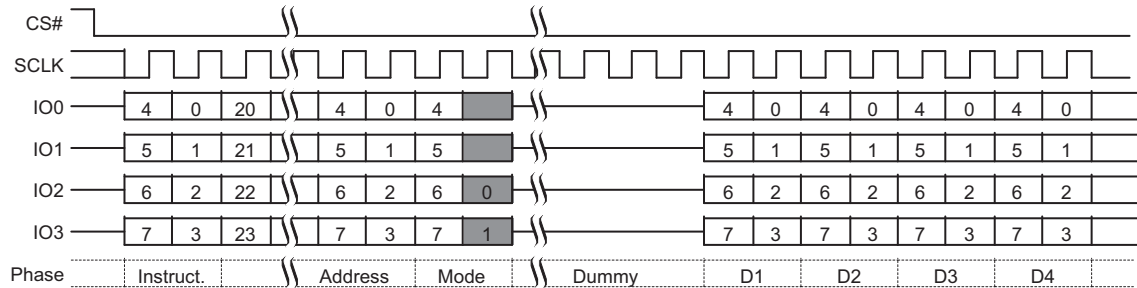 CS#
SCLK
IO0 4 0 20 4 0 4 4 0 4 0 4 0 4 0
IO1 5 1 21 5 1 5 5 1 5 1 5 1 5 1
IO2 6 2 22 6 2 6 0 6 2 6 2 6 2 6 2
IO3 7 3 23 7 3 7 1 7 3 7 3 7 3 7 3
Phase Instruct. Address Mode Dummy D1 D2 D3 D4